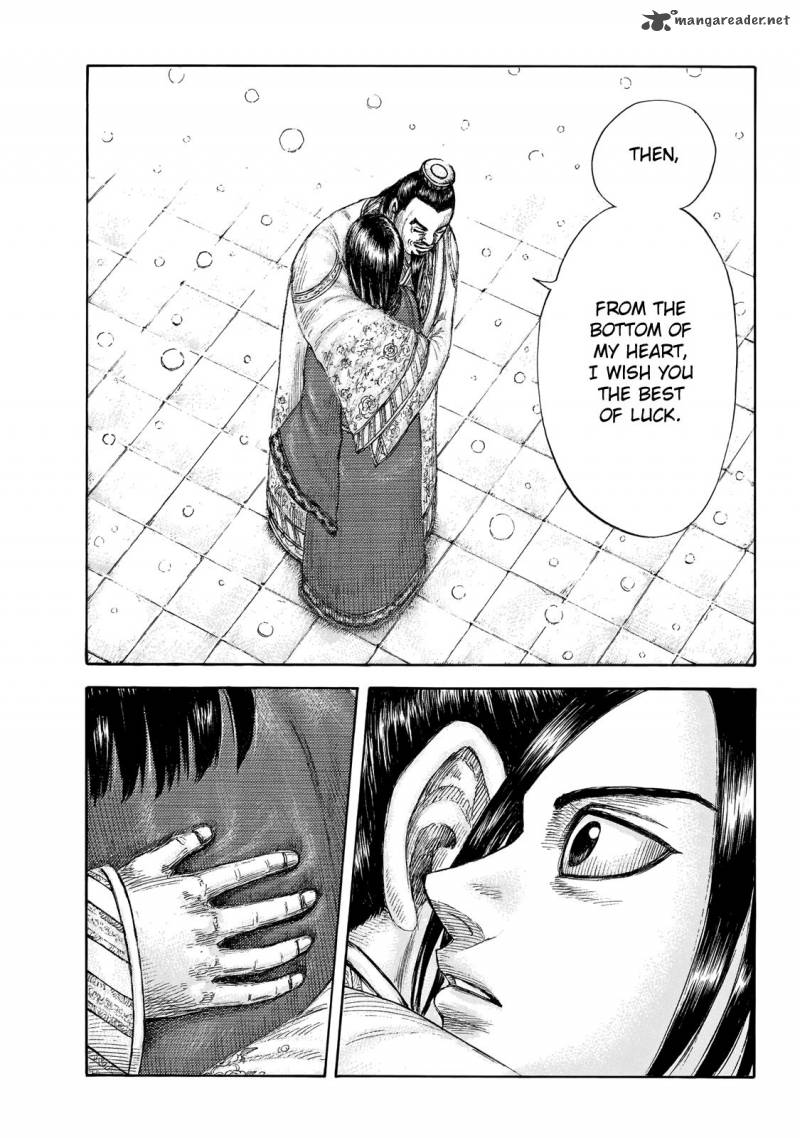 mangareader.net
THEN,
FROM THE
BOTTOM OF
MY HEART,
I WISH YOU
THE BEST
OF LUCK.